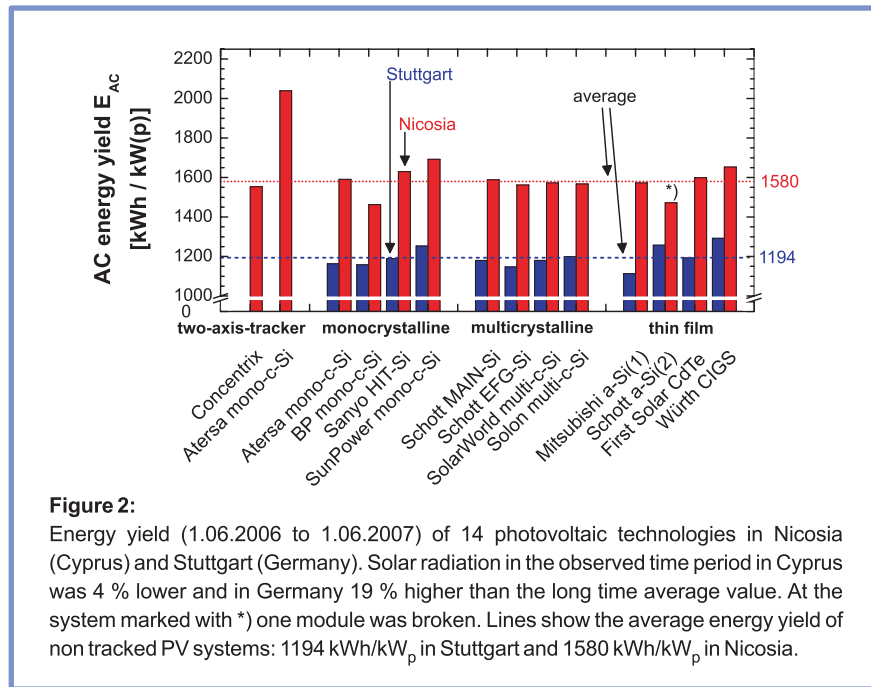 AC energy yield E_AC
[kWh / kW(p)]
2200
2000
1800
1600
1400
1200
1000
0
Stuttgart
Nicosia
average
*)
1580
1194
two-axis-tracker monocrystalline multicrystalline thin film
Concentrix
Atersa mono-c-Si
Atersa mono-c-Si
BP mono-c-Si
Sanyo HIT-Si
SunPower mono-c-Si
Schott MAIN-Si
Schott EFG-Si
SolarWorld multi-c-Si
Solon multi-c-Si
Mitsubishi a-Si(1)
Schott a-Si(2)
First Solar CdTe
Würth CIGS
Figure 2:
Energy yield (1.06.2006 to 1.06.2007) of 14 photovoltaic technologies in Nicosia
(Cyprus) and Stuttgart (Germany). Solar radiation in the observed time period in Cyprus
was 4 % lower and in Germany 19 % higher than the long time average value. At the
system marked with *) one module was broken. Lines show the average energy yield of
non tracked PV systems: 1194 kWh/kW_p in Stuttgart and 1580 kWh/kW_p in Nicosia.